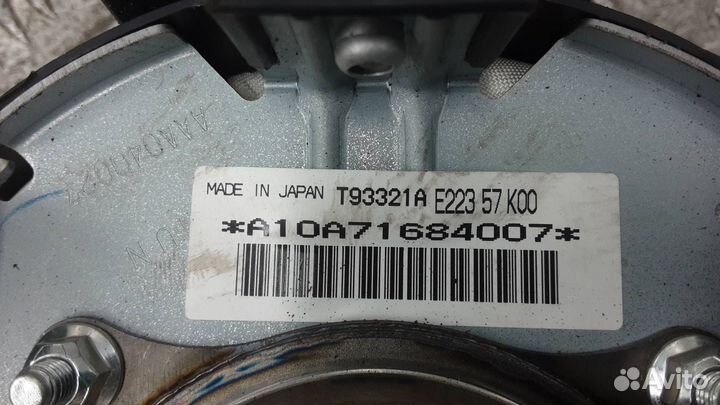 MADE IN JAPAN T93321A E223 57 K00
*A10A71684007*
Avito